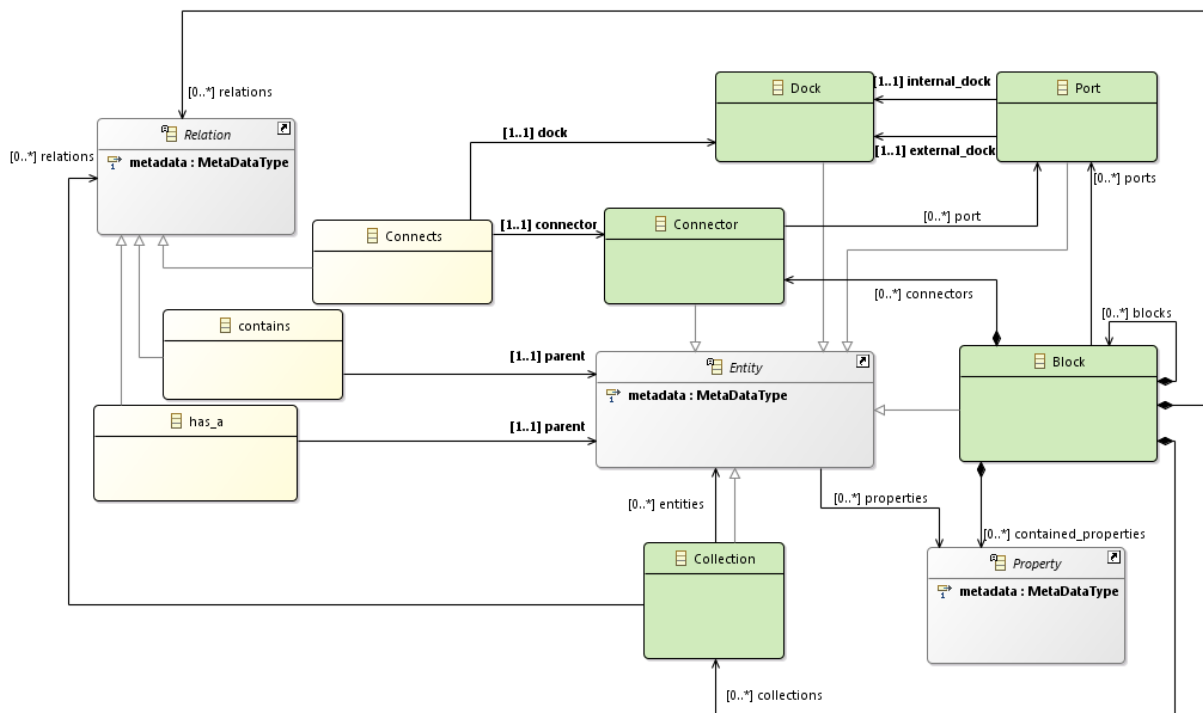 [0..*] relations
Dock
[1..1] internal_dock
Port
[1..1] external_dock
Relation
metadata : MetaDataType
[0..*] relations
[1..1] dock
[0..*] ports
Connects
[1..1] connector
Connector
[0..*] port
[0..*] connectors
[0..*] blocks
contains
[1..1] parent
Entity
metadata : MetaDataType
Block
has_a
[1..1] parent
[0..*] entities
[0..*] properties
[0..*] contained_properties
Collection
Property
metadata : MetaDataType
[0..*] collections